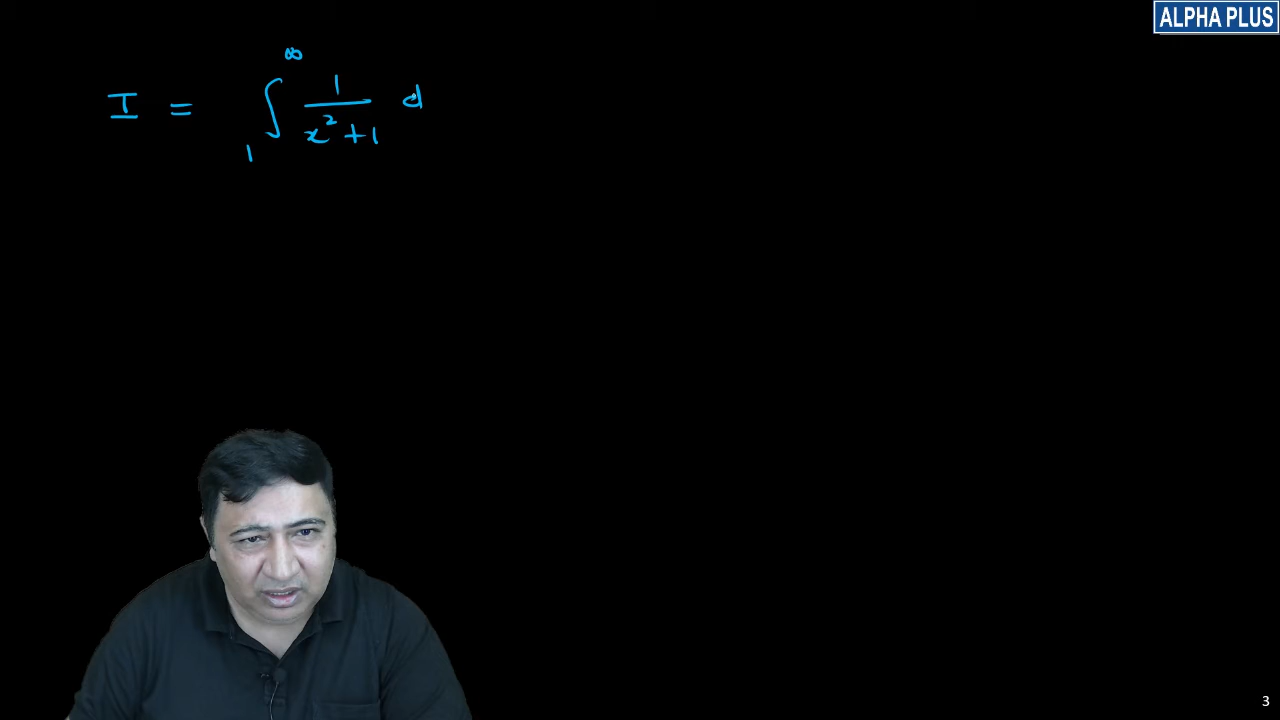 ALPHA PLUS
I = ∫₁^∞ 1/(x²+1) d
3